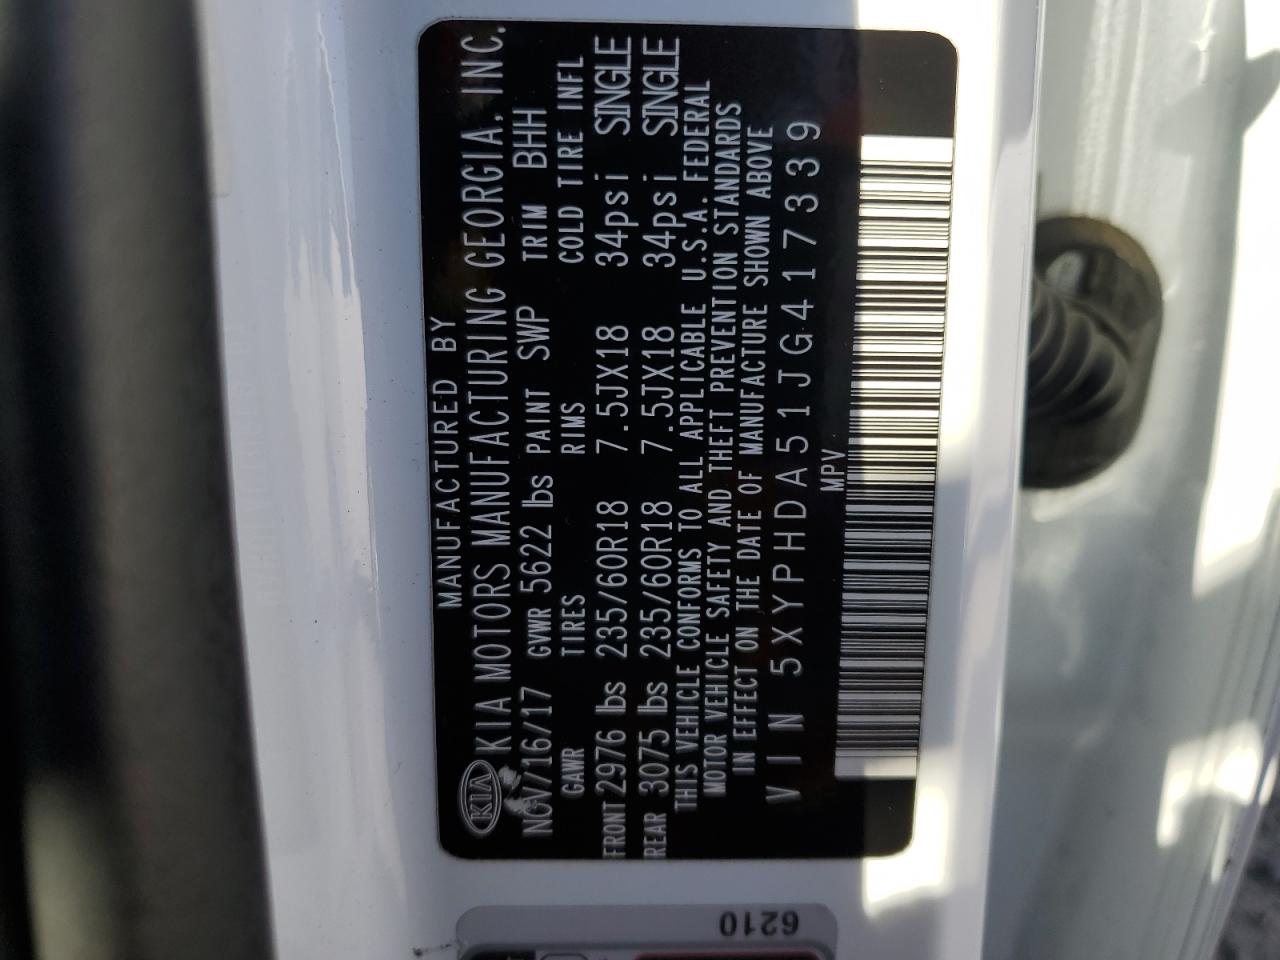 MANUFACTURED BY
KIA KIA MOTORS MANUFACTURING GEORGIA, INC.
NOV/16/17 GVWR 5622 lbs PAINT SWP TRIM BHH
GAWR TIRES RIMS COLD TIRE INFL
FRONT 2976 lbs 235/60R18 7.5JX18 34psi SINGLE
REAR 3075 lbs 235/60R18 7.5JX18 34psi SINGLE
THIS VEHICLE CONFORMS TO ALL APPLICABLE U.S.A. FEDERAL
MOTOR VEHICLE SAFETY AND THEFT PREVENTION STANDARDS
IN EFFECT ON THE DATE OF MANUFACTURE SHOWN ABOVE
VIN 5XYPHDA51JG417339
MPV
6210